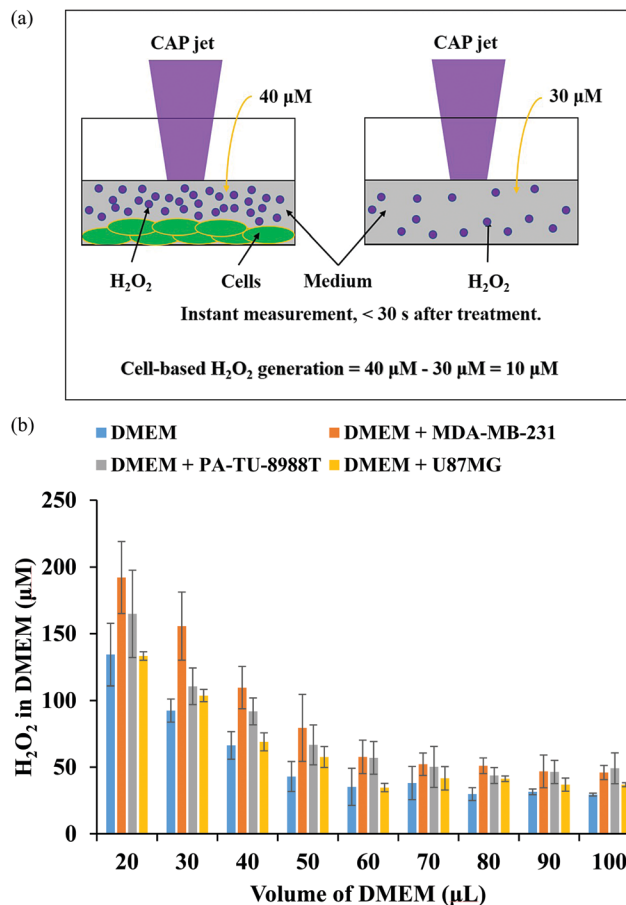 (a)
CAP jet
CAP jet
40 μM
30 μM
H₂O₂
Cells
Medium
H₂O₂
Instant measurement, < 30 s after treatment.
Cell-based H₂O₂ generation = 40 μM - 30 μM = 10 μM
(b)
DMEM
DMEM + MDA-MB-231
DMEM + PA-TU-8988T
DMEM + U87MG
H₂O₂ in DMEM (μM)
250
200
150
100
50
0
20 30 40 50 60 70 80 90 100
Volume of DMEM (μL)